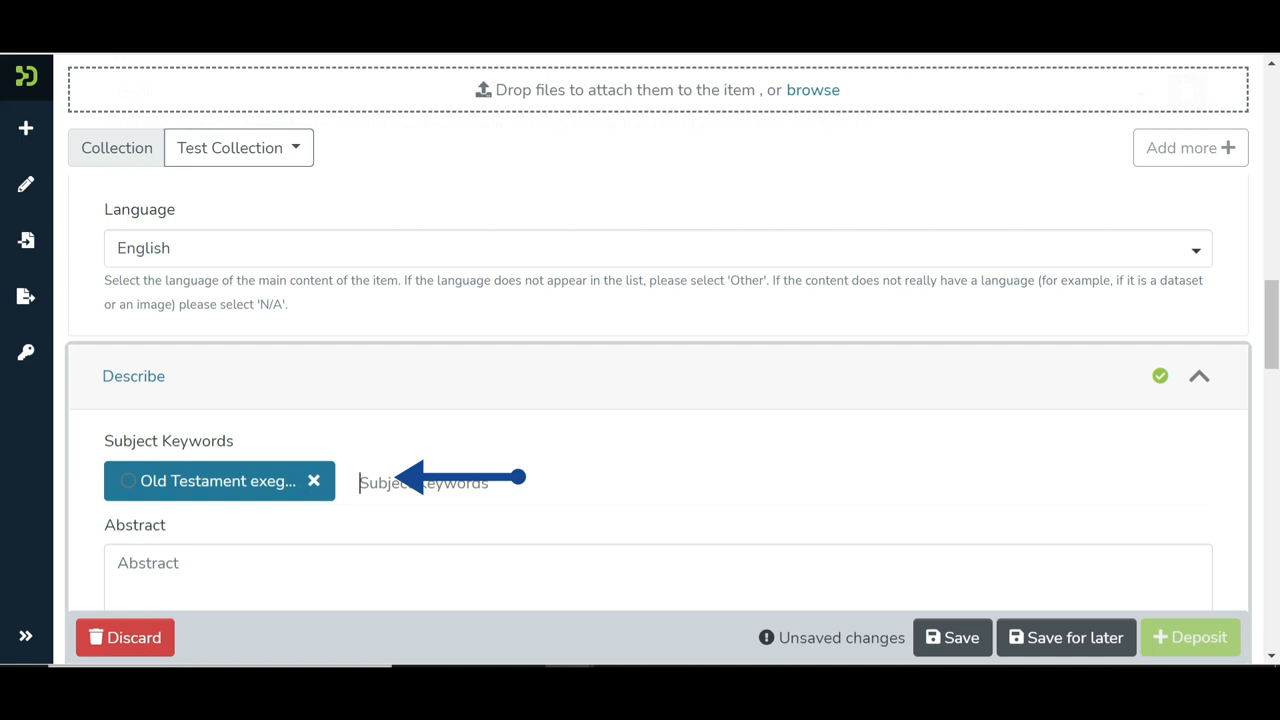 Drop files to attach them to the item , or browse
Collection
Test Collection
Add more
Language
English
Select the language of the main content of the item. If the language does not appear in the list, please select 'Other'. If the content does not really have a language (for example, if it is a dataset
or an image) please select 'N/A'.
Describe
Subject Keywords
Old Testament exeg...
Subject Keywords
Abstract
Abstract
Discard
Unsaved changes
Save
Save for later
Deposit